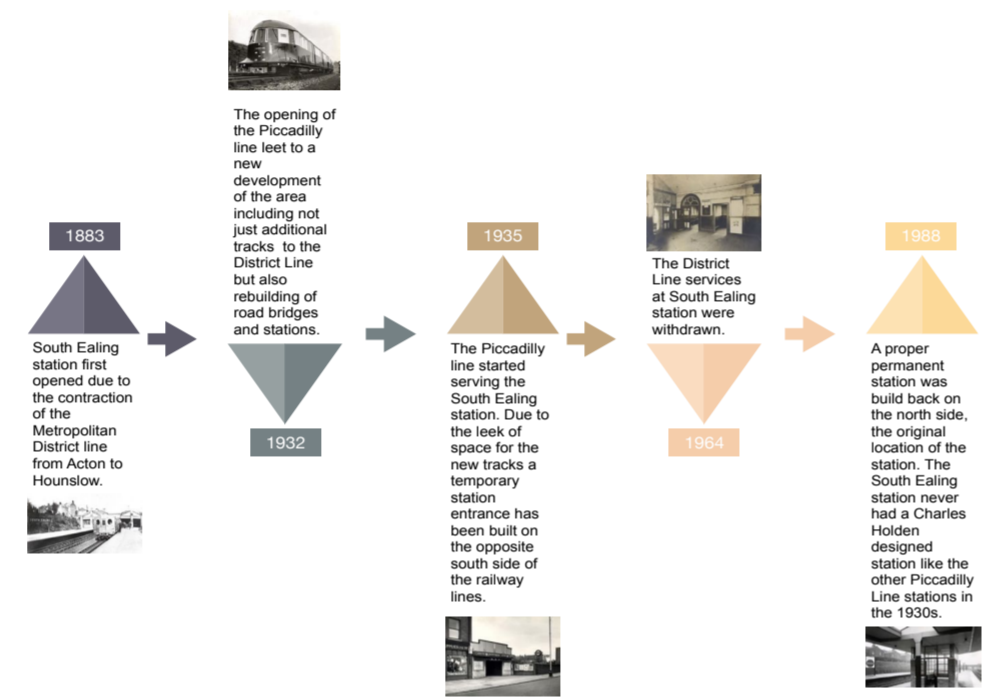 1883
South Ealing
station first
opened due to
the contraction
of the
Metropolitan
District line
from Acton to
Hounslow.
The opening of
the Piccadilly
line leet to a
new
development
of the area
including not
just additional
tracks to the
District Line
but also
rebuilding of
road bridges
and stations.
1932
1935
The Piccadilly
line started
serving the
South Ealing
station. Due to
the leek of
space for the
new tracks a
temporary
station
entrance has
been built on
the opposite
south side of
the railway
lines.
The District
Line services
at South Ealing
station were
withdrawn.
1964
1988
A proper
permanent
station was
build back on
the north side,
the original
location of the
station. The
South Ealing
station never
had a Charles
Holden
designed
station like the
other Piccadilly
Line stations in
the 1930s.